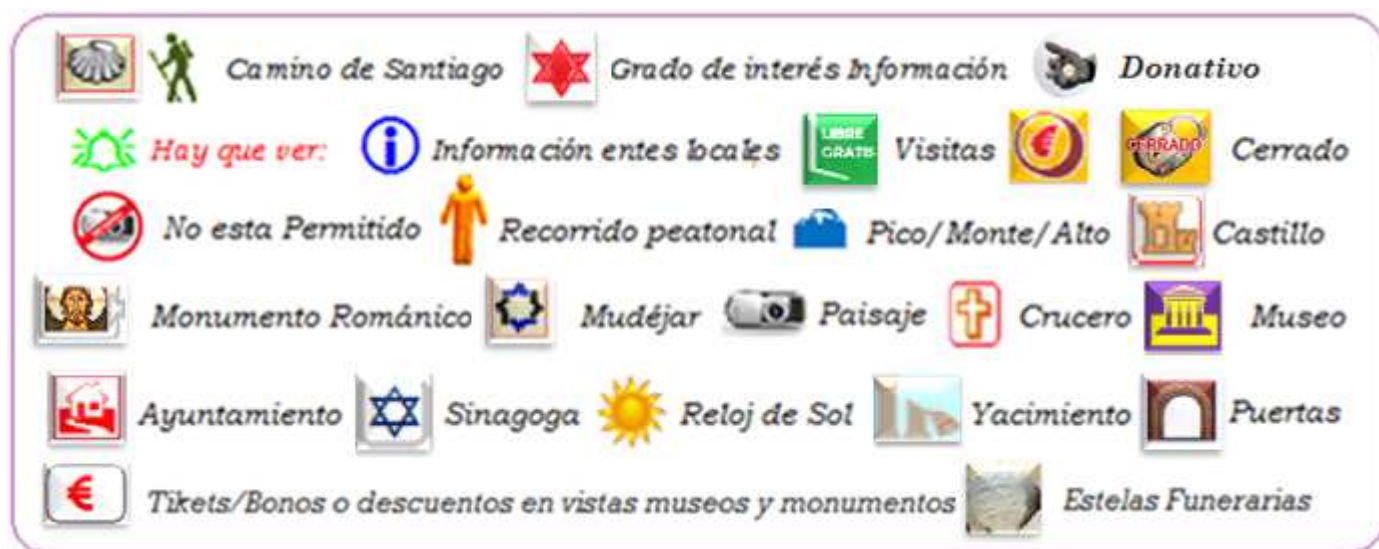 Camino de Santiago Grado de interés Información Donativo
Hay que ver: i Información entes locales LIBRE GRATIS Visitas € CERRADO Cerrado
No esta Permitido Recorrido peatonal Pico/Monte/Alto Castillo
Monumento Románico Mudéjar Paisaje Crucero Museo
Ayuntamiento Sinagoga Reloj de Sol Yacimiento Puertas
€ Tikets/Bonos o descuentos en vistas museos y monumentos Estelas Funerarias